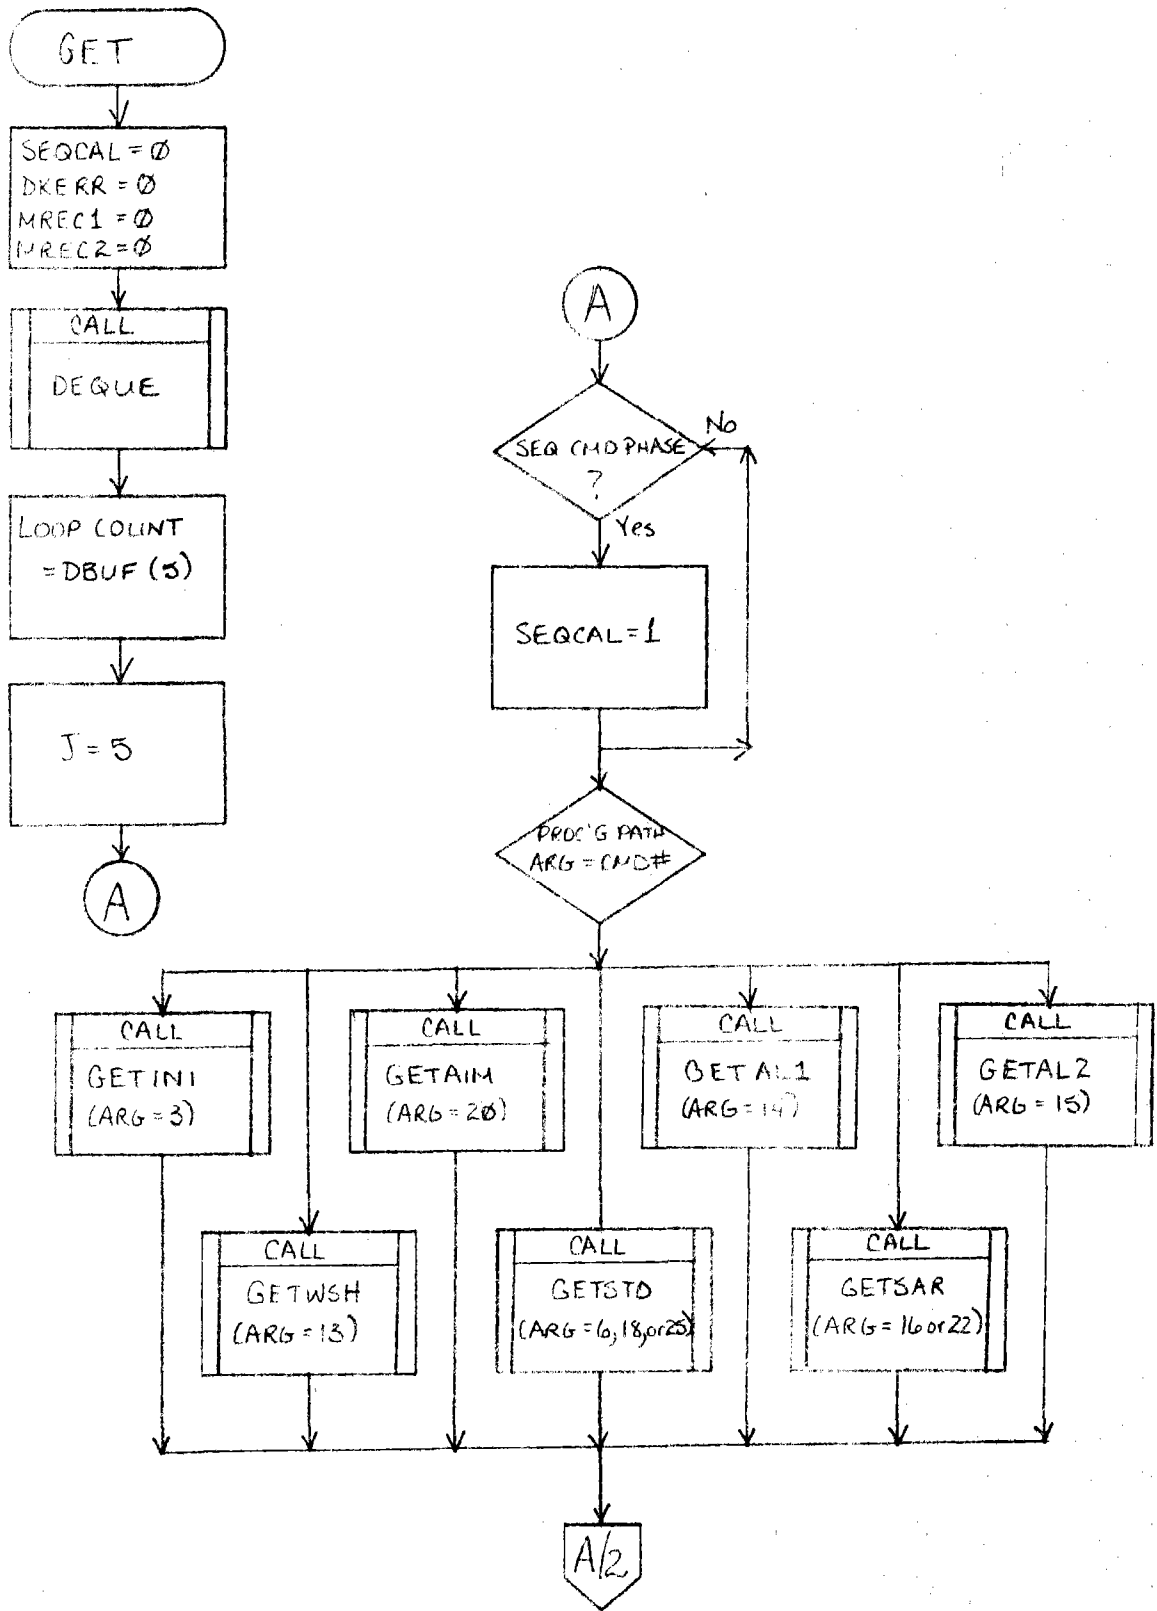 GET
SEQCAL = Ø
DKERR = Ø
MREC1 = Ø
MREC2 = Ø
CALL
DEQUE
LOOP COUNT
= DBUF (5)
J = 5
A
A
SEQ CMD PHASE
?
No
Yes
SEQCAL = 1
PROC'G PATH
ARG = CMD#
CALL
GETINI
(ARG = 3)
CALL
GETAIM
(ARG = 2Ø)
CALL
GETAL1
(ARG = 14)
CALL
GETAL2
(ARG = 15)
CALL
GETWSH
(ARG = 13)
CALL
GETSTD
(ARG = 6, 18, or 25)
CALL
GETSAR
(ARG = 16 or 22)
A/2